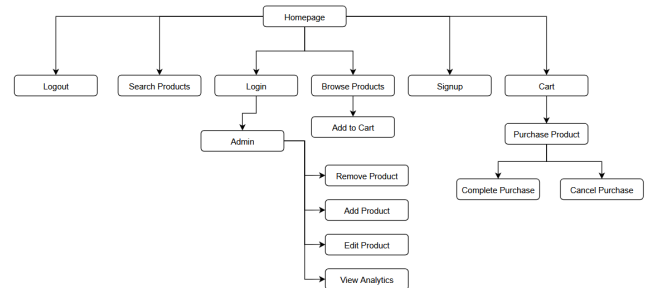 Homepage
Logout
Search Products
Login
Browse Products
Signup
Cart
Add to Cart
Purchase Product
Admin
Remove Product
Complete Purchase
Cancel Purchase
Add Product
Edit Product
View Analytics